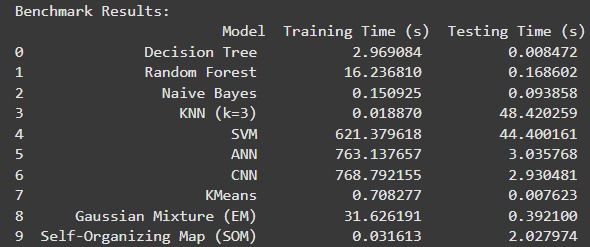 Benchmark Results:
Model Training Time (s) Testing Time (s)
0 Decision Tree 2.969084 0.008472
1 Random Forest 16.236810 0.168602
2 Naive Bayes 0.150925 0.093858
3 KNN (k=3) 0.018870 48.420259
4 SVM 621.379618 44.400161
5 ANN 763.137657 3.035768
6 CNN 768.792155 2.930481
7 KMeans 0.708277 0.007623
8 Gaussian Mixture (EM) 31.626191 0.392100
9 Self-Organizing Map (SOM) 0.031613 2.027974